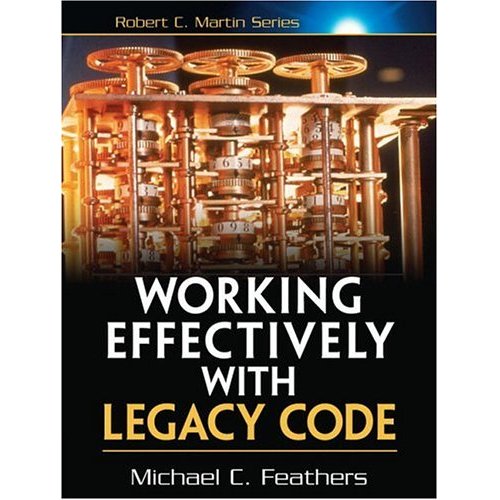 Robert C. Martin Series
WORKING
EFFECTIVELY
WITH
LEGACY CODE
Michael C. Feathers